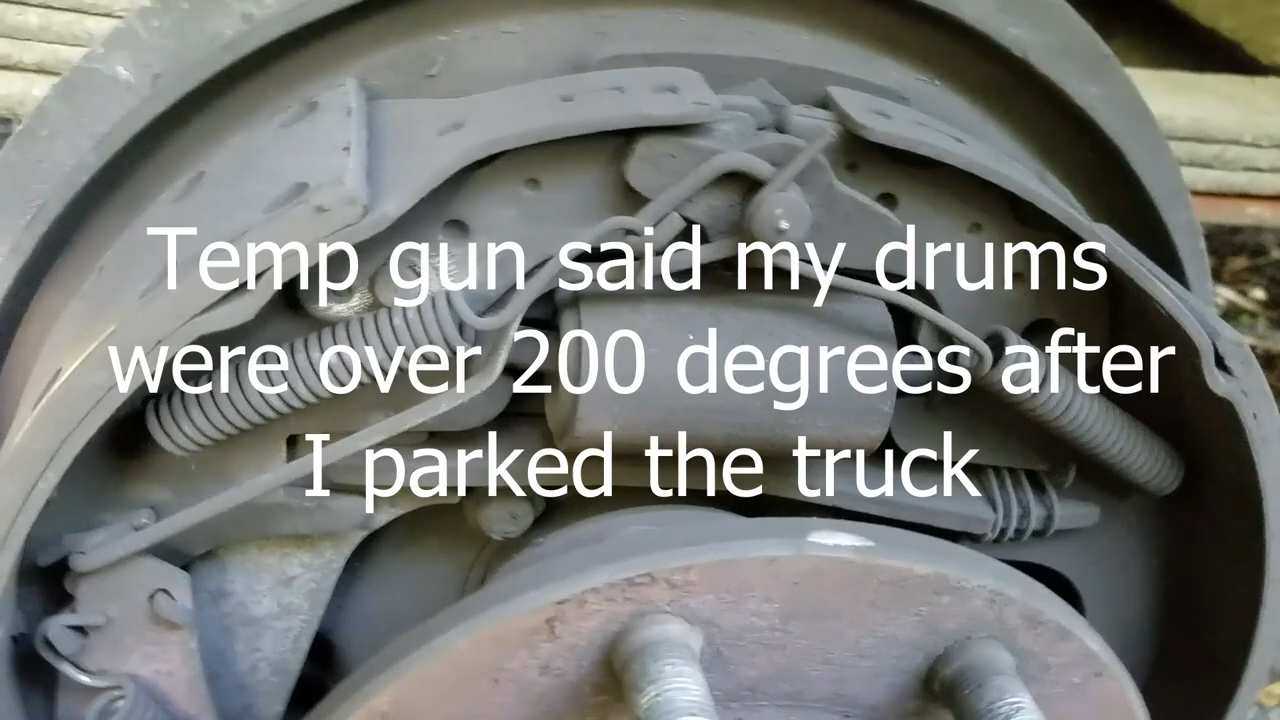 Temp gun said my drums
were over 200 degrees after
I parked the truck